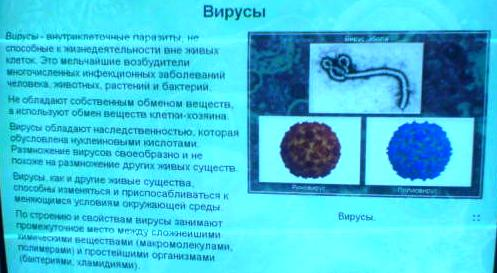 Вирусы
Вирусы - внутриклеточные паразиты, не
способные к жизнедеятельности вне живых
клеток. Это мельчайшие возбудители
многочисленных инфекционных заболеваний
человека, животных, растений и бактерий.
Не обладают собственным обменом веществ,
а используют обмен веществ клетки-хозяина.
Вирусы обладают наследственностью, которая
обусловлена нуклеиновыми кислотами.
Размножение вирусов своеобразно и не
похоже на размножение других живых существ.
Вирусы, как и другие живые существа,
способны изменяться и приспосабливаться к
меняющимся условиям окружающей среды.
По строению и свойствам вирусы занимают
промежуточное место между сложнейшими
химическими веществами (макромолекулами,
полимерами) и простейшими организмами
(бактериями, хламидиями).
Вирус Эбола
Риновирус
Полиовирус
Вирусы.